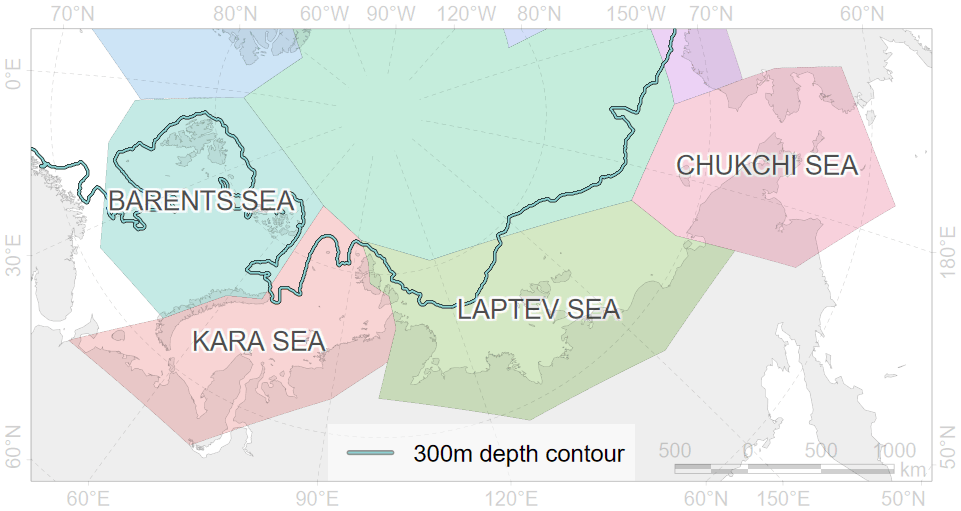 70°N 80°N 60°W 90°W 120°W 80°N 150°W 70°N 60°N
0°E
CHUKCHI SEA
BARENTS SEA
30°E
180°E
LAPTEV SEA
KARA SEA
60°N
300m depth contour
500 0 500 1000
km
50°N
60°E 90°E 120°E 60°N 150°E 50°N